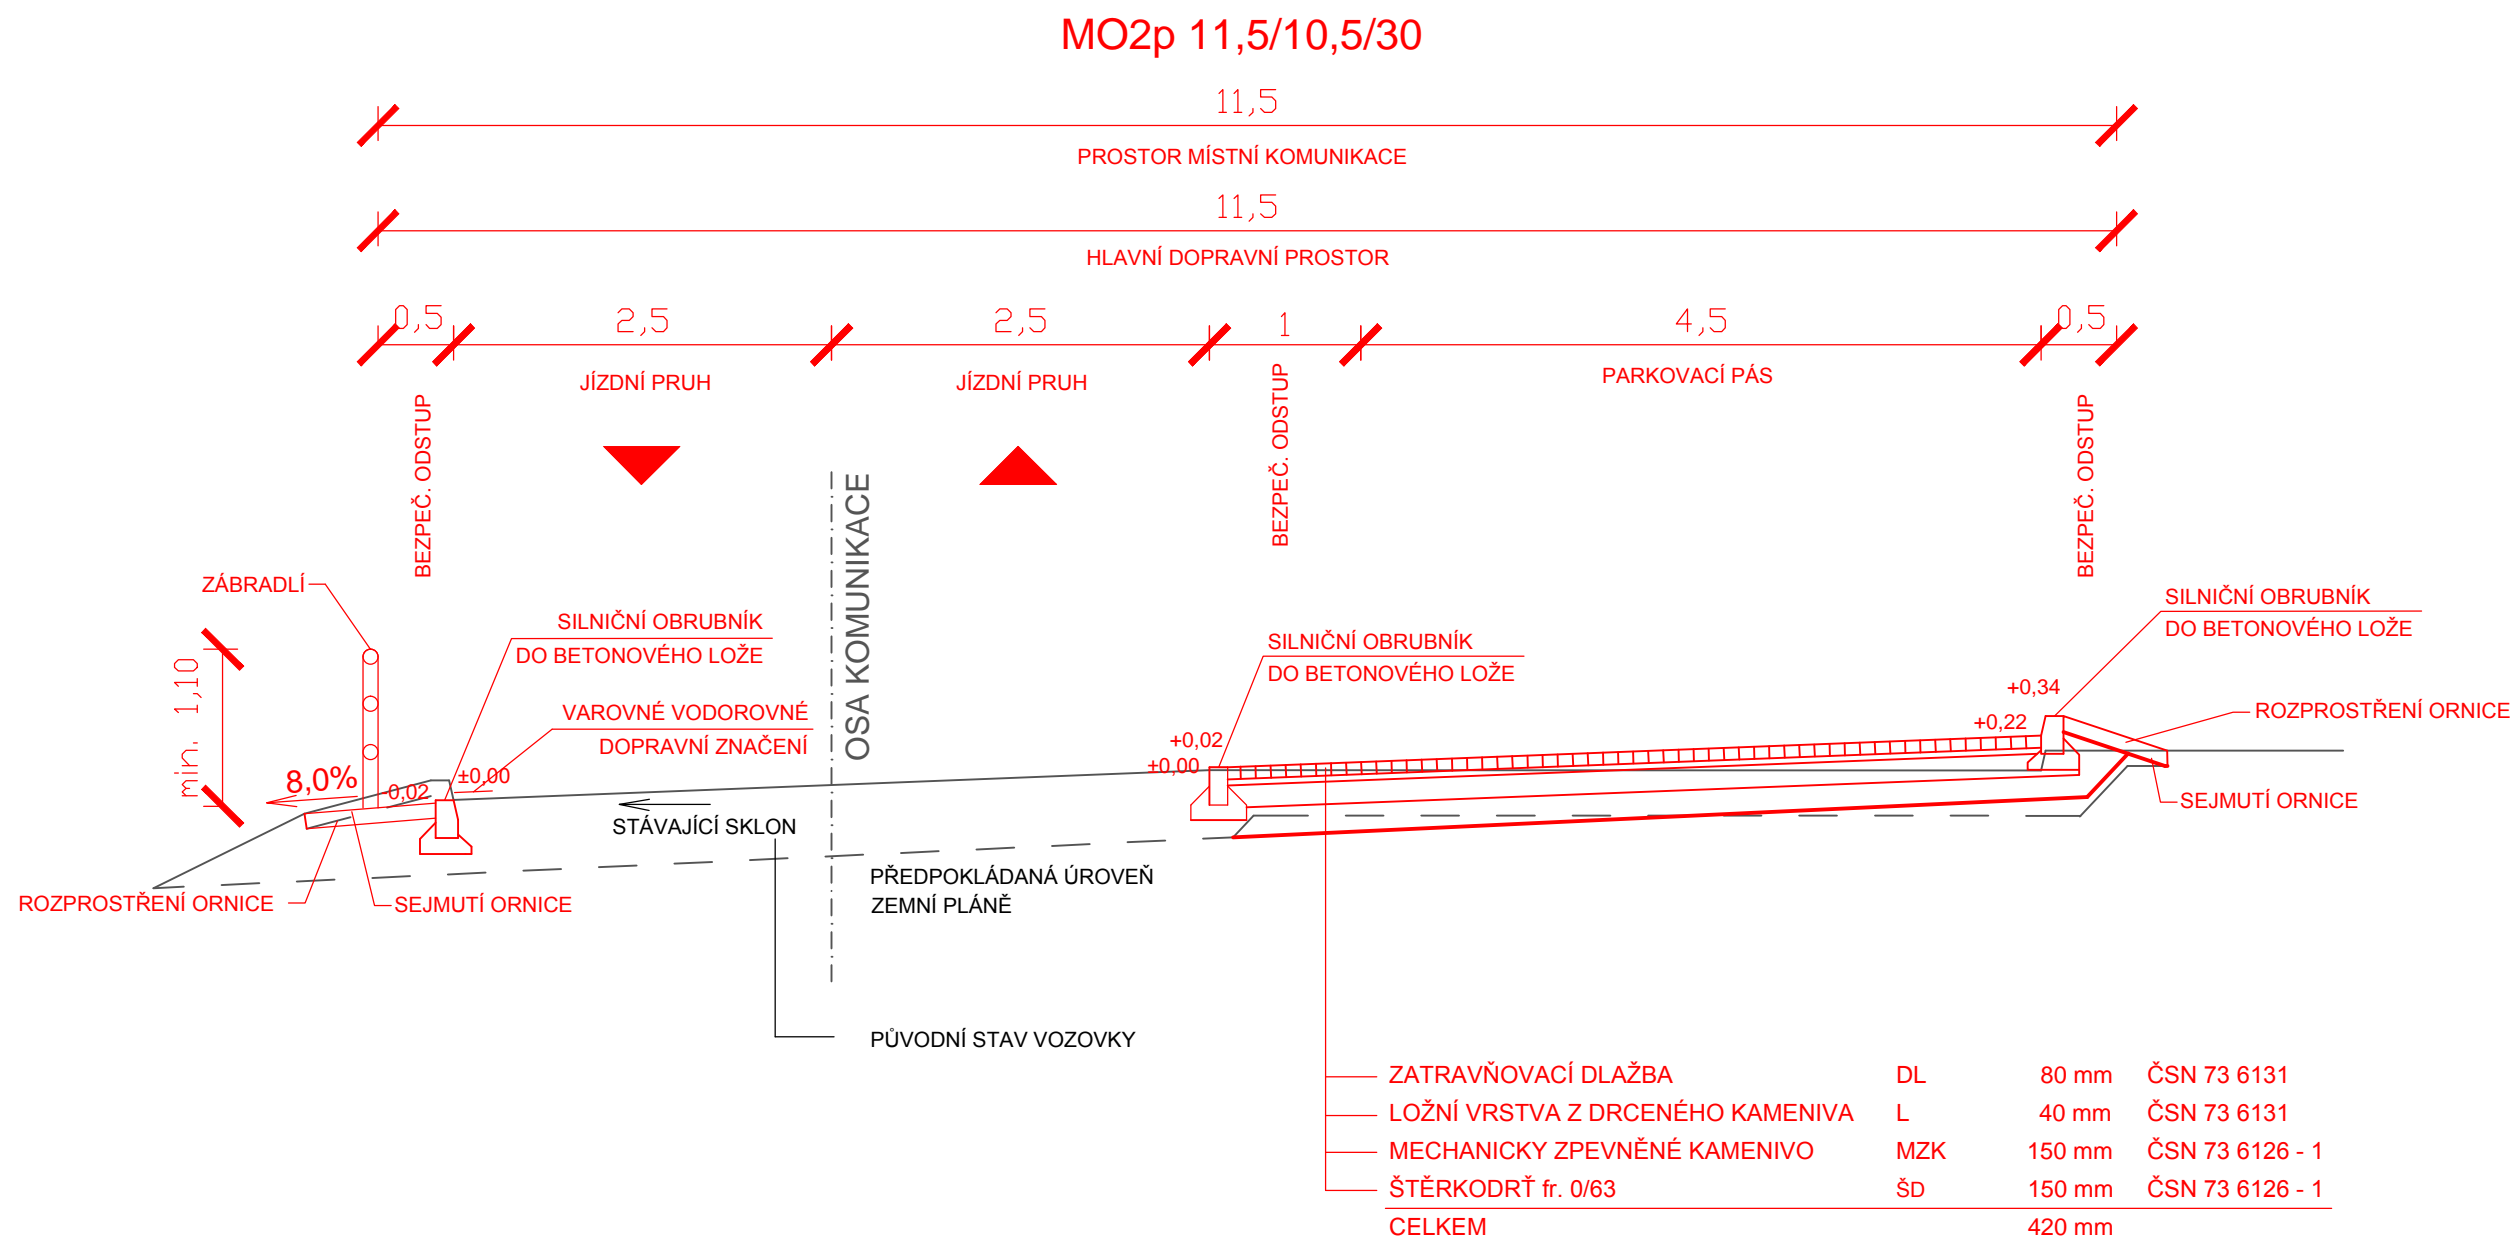 MO2p 11,5/10,5/30
11,5
PROSTOR MÍSTNÍ KOMUNIKACE
11,5
HLAVNÍ DOPRAVNÍ PROSTOR
0,5
2,5
2,5
1
4,5
0,5
JÍZDNÍ PRUH
JÍZDNÍ PRUH
PARKOVACÍ PÁS
BEZPEČ. ODSTUP
BEZPEČ. ODSTUP
BEZPEČ. ODSTUP
OSA KOMUNIKACE
ZÁBRADLÍ
min. 1,10
SILNIČNÍ OBRUBNÍK
DO BETONOVÉHO LOŽE
VAROVNÉ VODOROVNÉ
DOPRAVNÍ ZNAČENÍ
SILNIČNÍ OBRUBNÍK
DO BETONOVÉHO LOŽE
SILNIČNÍ OBRUBNÍK
DO BETONOVÉHO LOŽE
+0,34
+0,22
ROZPROSTŘENÍ ORNICE
+0,02
±0,00
8,0%
-0,02
±0,00
SEJMUTÍ ORNICE
STÁVAJÍCÍ SKLON
PŘEDPOKLÁDANÁ ÚROVEŇ
ZEMNÍ PLÁNĚ
ROZPROSTŘENÍ ORNICE
SEJMUTÍ ORNICE
PŮVODNÍ STAV VOZOVKY
ZATRAVŇOVACÍ DLAŽBA DL 80 mm ČSN 73 6131
LOŽNÍ VRSTVA Z DRCENÉHO KAMENIVA L 40 mm ČSN 73 6131
MECHANICKY ZPEVNĚNÉ KAMENIVO MZK 150 mm ČSN 73 6126 - 1
ŠTĚRKODRŤ fr. 0/63 ŠD 150 mm ČSN 73 6126 - 1
CELKEM 420 mm